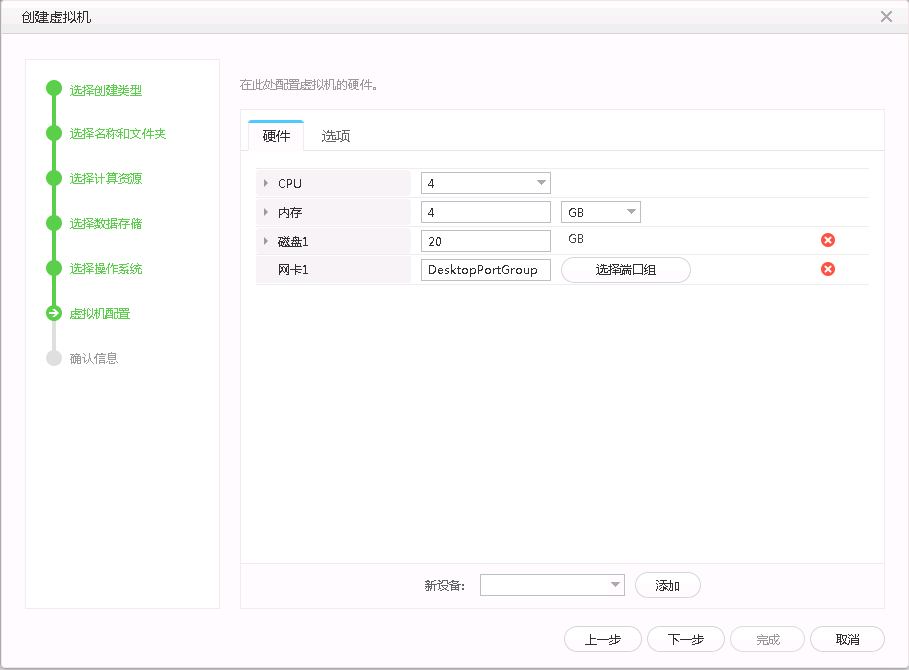 创建虚拟机
选择创建类型
选择名称和文件夹
选择计算资源
选择数据存储
选择操作系统
虚拟机配置
确认信息
在此处配置虚拟机的硬件。
硬件 选项
CPU 4
内存 4 GB
磁盘1 20 GB
网卡1 DesktopPortGroup 选择端口组
新设备: 添加
上一步 下一步 完成 取消